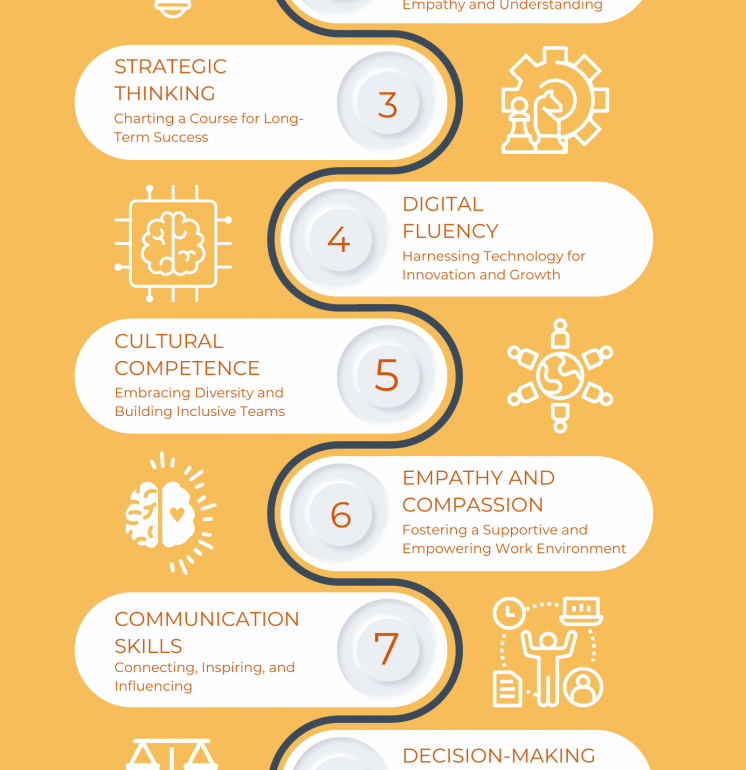 Empathy and Understanding
STRATEGIC
THINKING
3
Charting a Course for Long-
Term Success
DIGITAL
FLUENCY
4
Harnessing Technology for
Innovation and Growth
CULTURAL
COMPETENCE
5
Embracing Diversity and
Building Inclusive Teams
EMPATHY AND
COMPASSION
6
Fostering a Supportive and
Empowering Work Environment
COMMUNICATION
SKILLS
7
Connecting, Inspiring, and
Influencing
DECISION-MAKING